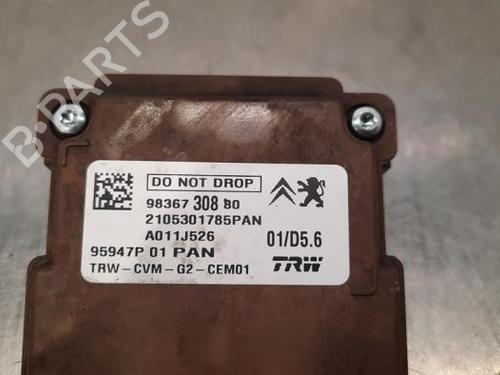 B-PARTS
DO NOT DROP
98367 308 80
2105301785PAN
A011J526
01/D5.6
95947P 01 PAN
TRW-CVM-G2-CEM01
TRW